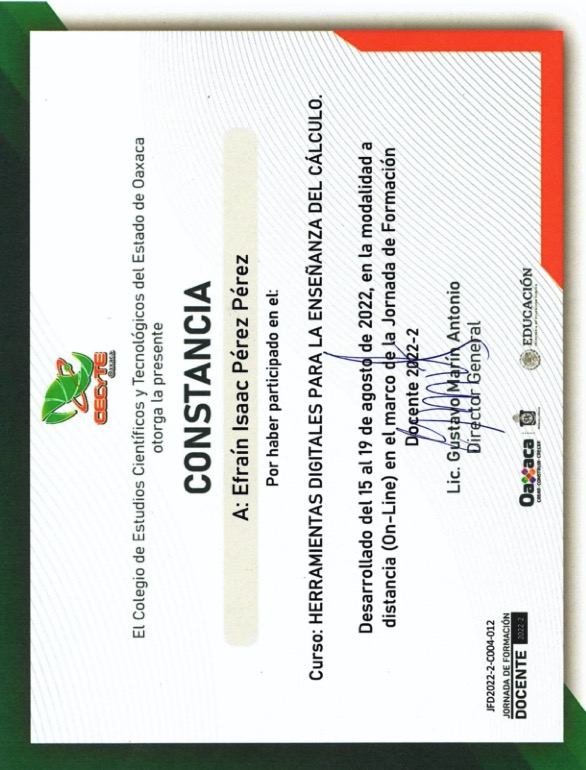 CECYTE
OAXACA
El Colegio de Estudios Científicos y Tecnológicos del Estado de Oaxaca
otorga la presente
CONSTANCIA
A: Efraín Isaac Pérez Pérez
Por haber participado en el:
Curso: HERRAMIENTAS DIGITALES PARA LA ENSEÑANZA DEL CÁLCULO.
Desarrollado del 15 al 19 de agosto de 2022, en la modalidad a
distancia (On-Line) en el marco de la Jornada de Formación
Docente 2022-2
Lic. Gustavo Marín Antonio
Director General
JFD2022-2-C004-012
JORNADA DE FORMACIÓN
DOCENTE 2022-2
Oaxaca
CREAR·CONSTRUIR·CRECER
EDUCACIÓN